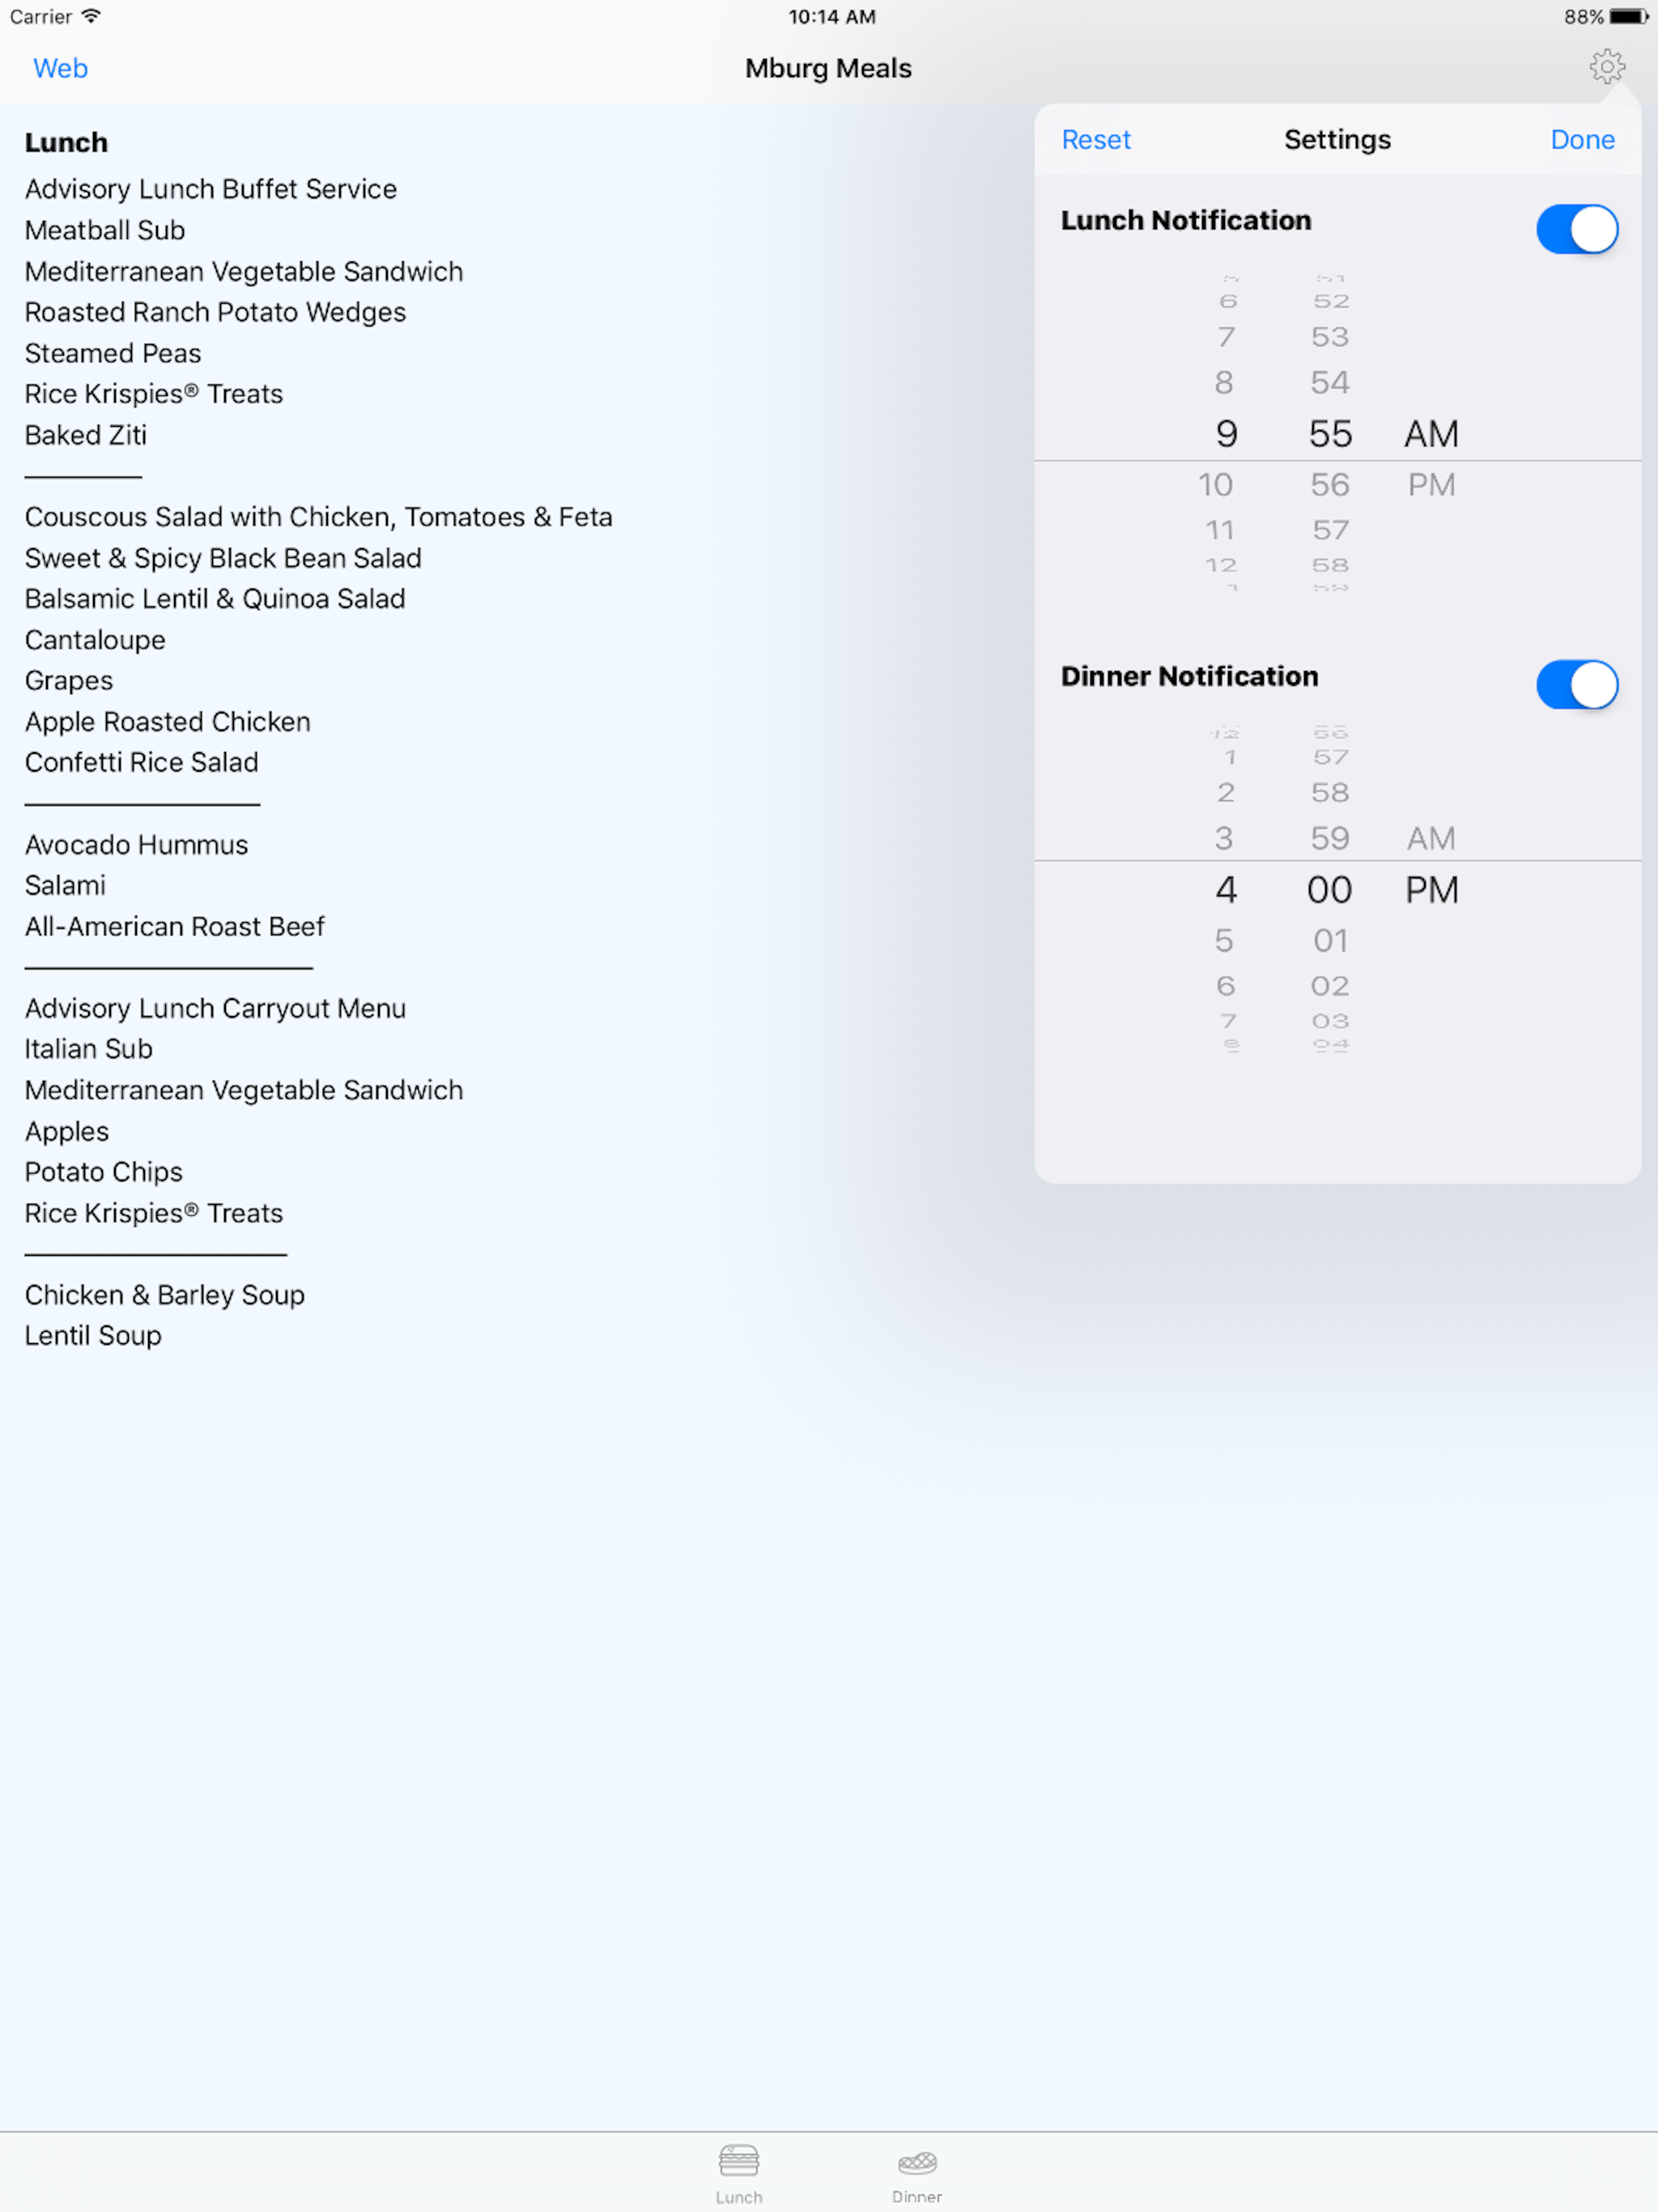 Carrier 10:14 AM 88%
Web Mburg Meals
Lunch
Advisory Lunch Buffet Service
Meatball Sub
Mediterranean Vegetable Sandwich
Roasted Ranch Potato Wedges
Steamed Peas
Rice Krispies® Treats
Baked Ziti
Couscous Salad with Chicken, Tomatoes & Feta
Sweet & Spicy Black Bean Salad
Balsamic Lentil & Quinoa Salad
Cantaloupe
Grapes
Apple Roasted Chicken
Confetti Rice Salad
Avocado Hummus
Salami
All-American Roast Beef
Advisory Lunch Carryout Menu
Italian Sub
Mediterranean Vegetable Sandwich
Apples
Potato Chips
Rice Krispies® Treats
Chicken & Barley Soup
Lentil Soup
Reset Settings Done
Lunch Notification
6 52
7 53
8 54
9 55 AM
10 56 PM
11 57
12 58
Dinner Notification
12 56
1 57
2 58
3 59 AM
4 00 PM
5 01
6 02
7 03
8 04
Lunch Dinner